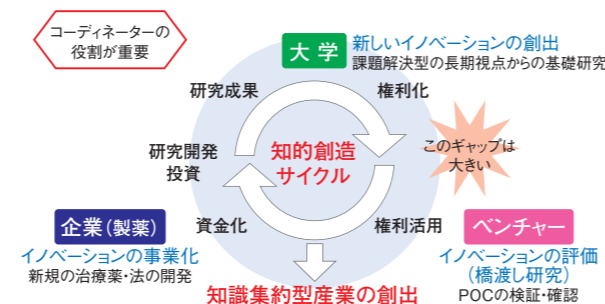 コーディネーターの
役割が重要
大学
新しいイノベーションの創出
課題解決型の長期視点からの基礎研究
研究成果
権利化
知的創造
サイクル
このギャップは
大きい
研究開発
投資
資金化
権利活用
企業(製薬)
イノベーションの事業化
新規の治療薬・法の開発
ベンチャー
イノベーションの評価
(橋渡し研究)
POCの検証・確認
知識集約型産業の創出